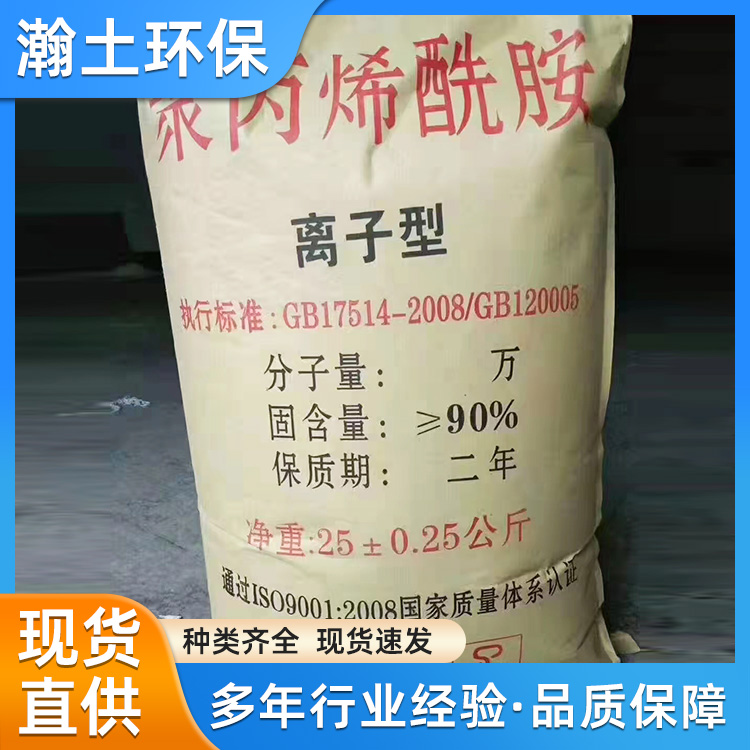 瀚土环保
聚丙烯酰胺
离子型
执行标准:GB17514-2008/GB120005
分子量: 万
固含量: ≥90%
保质期: 二年
净重:25±0.25公斤
通过ISO9001:2008国家质量体系认证
现货
直供
种类齐全 现货速发
多年行业经验·品质保障